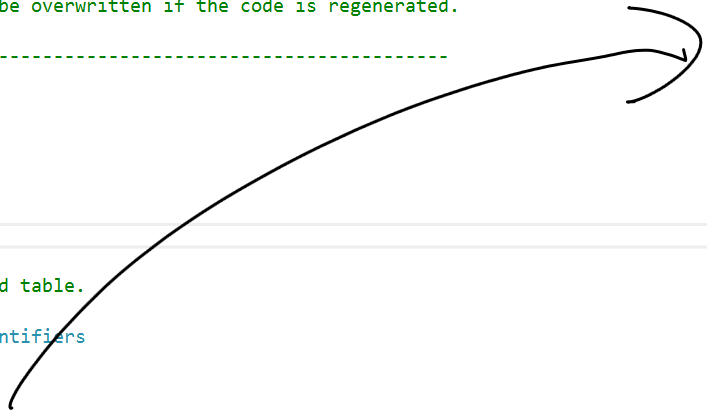 be overwritten if the code is regenerated.
------------------------------------------
d table.
ntifiers